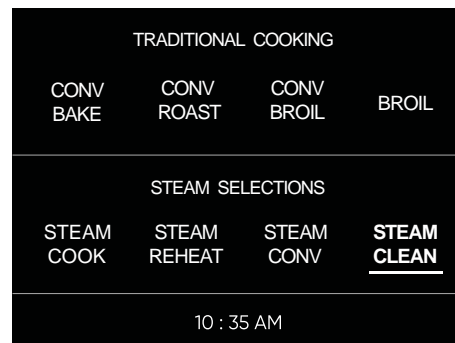 TRADITIONAL COOKING
CONV CONV CONV
BAKE ROAST BROIL BROIL
STEAM SELECTIONS
STEAM STEAM STEAM STEAM
COOK REHEAT CONV CLEAN
10 : 35 AM